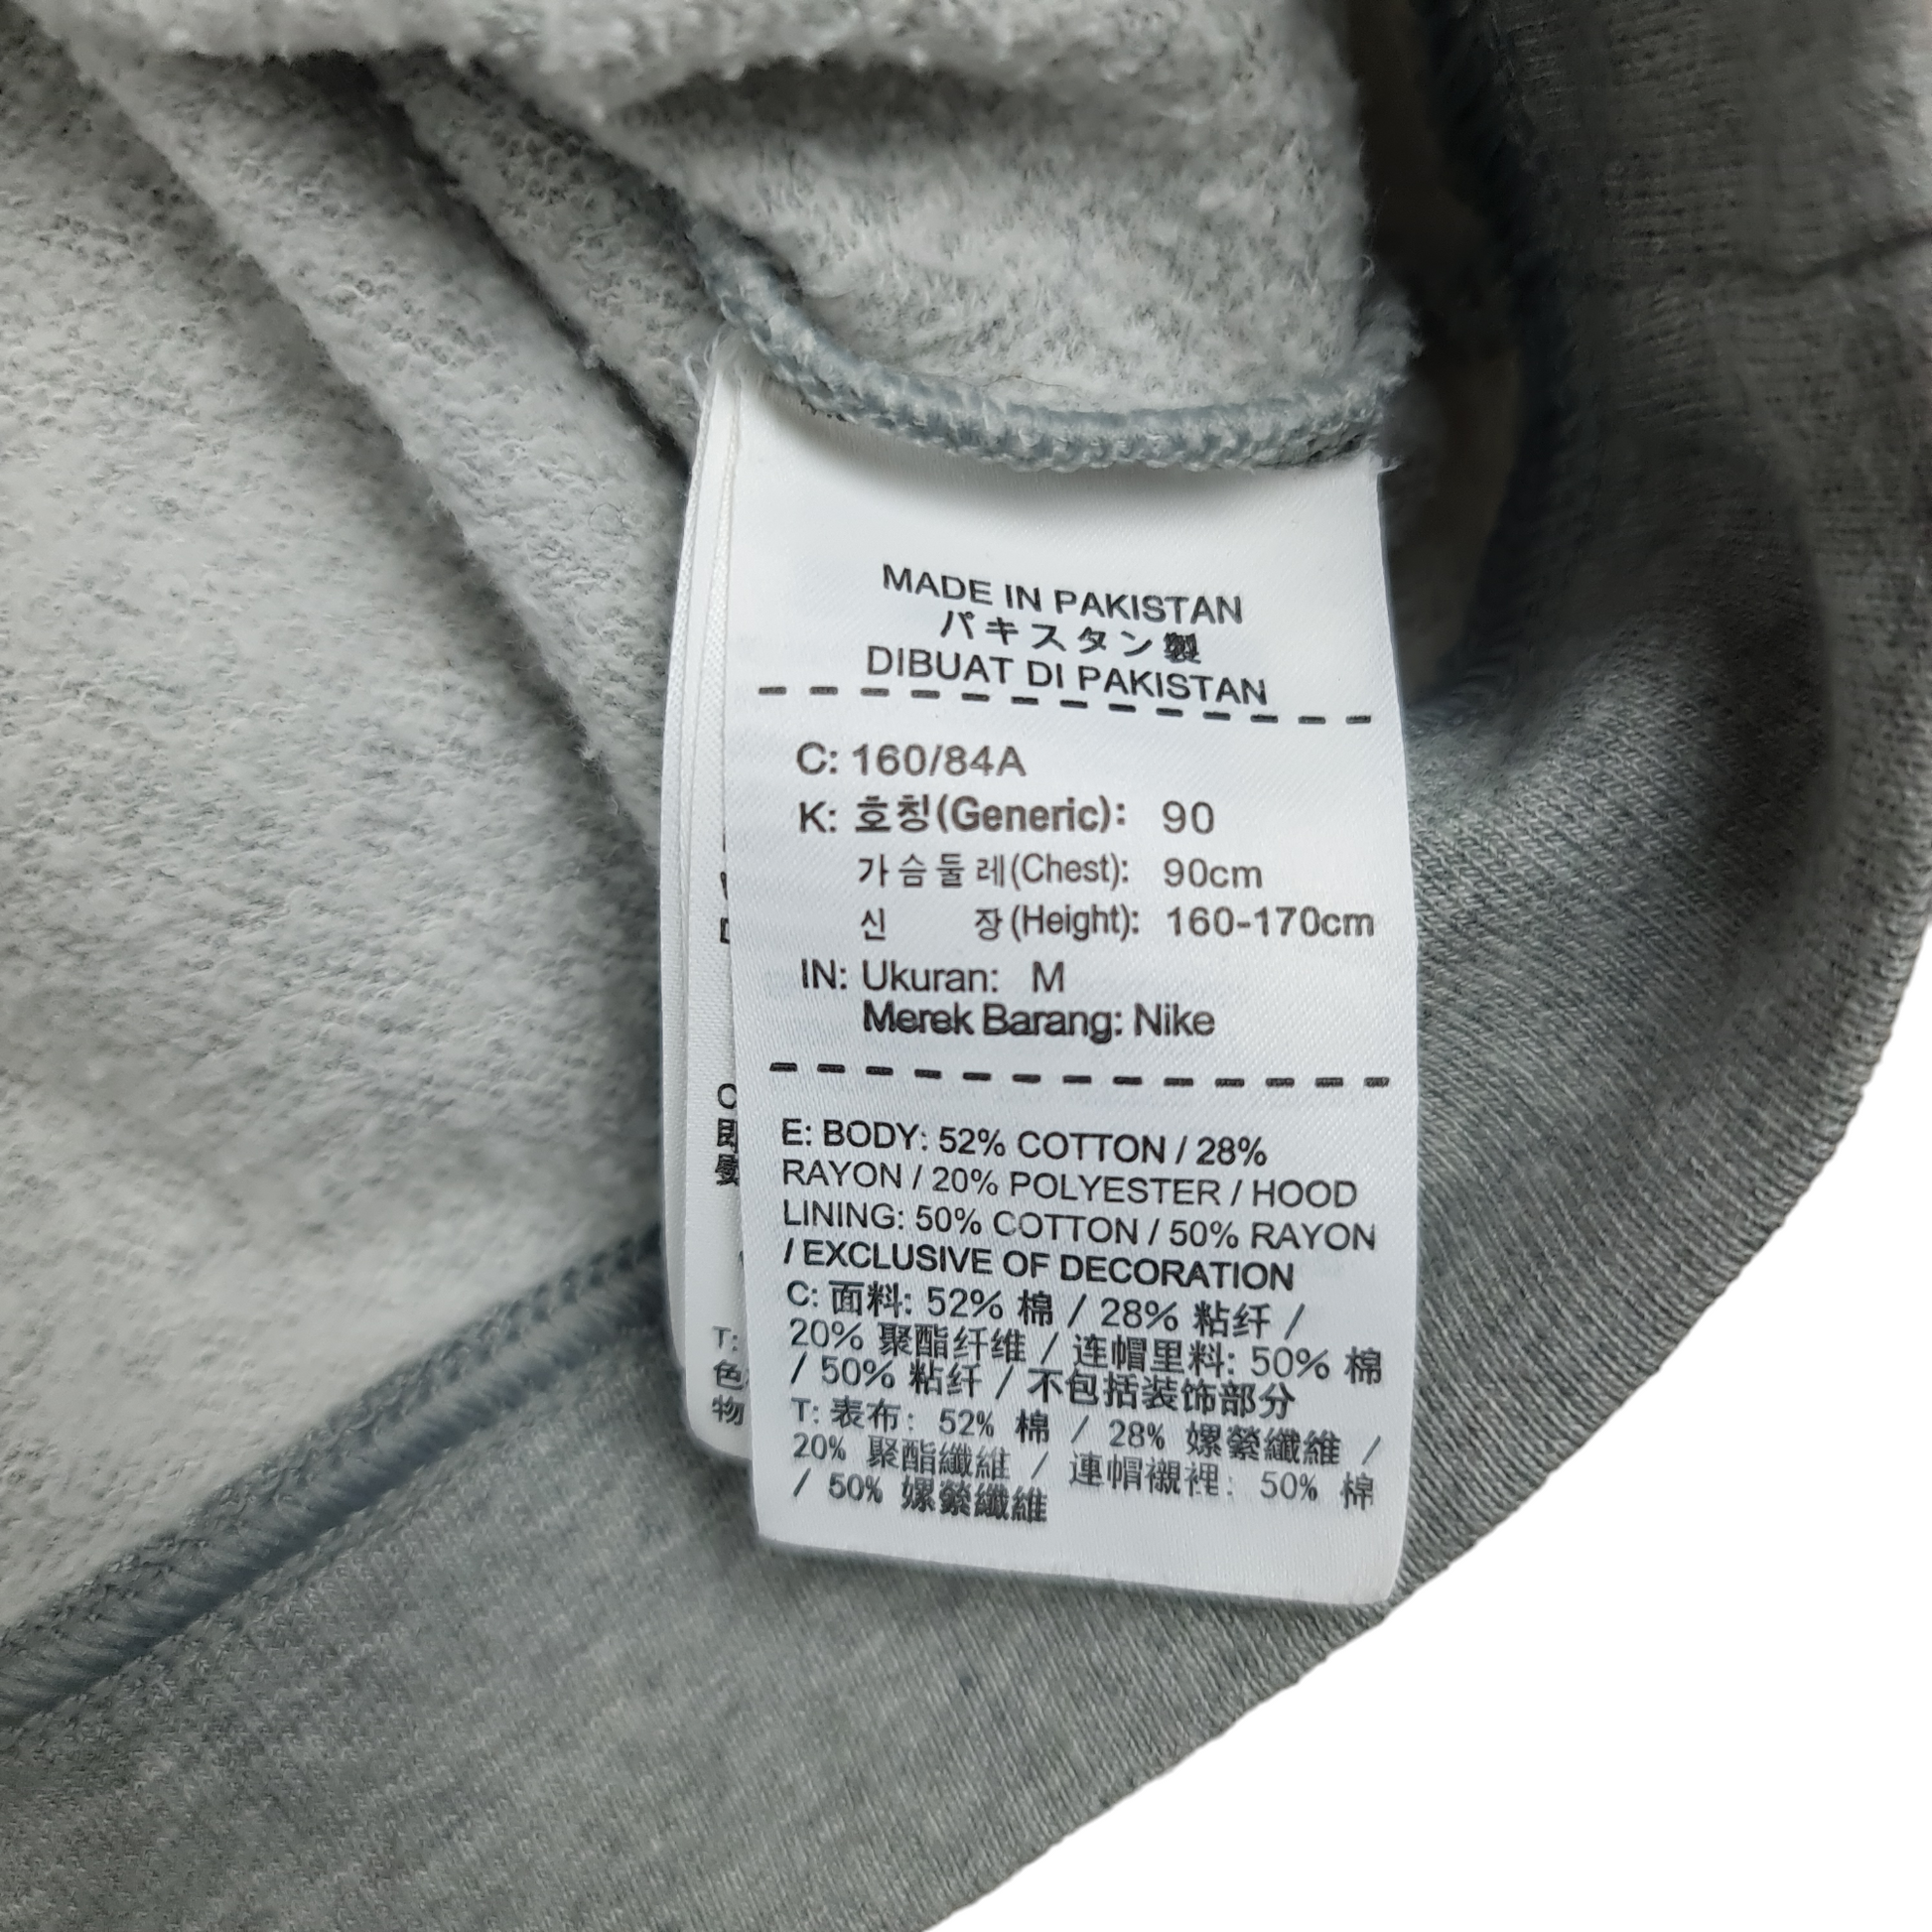 MADE IN PAKISTAN
パキスタン製
DIBUAT DI PAKISTAN
C: 160/84A
K: 호칭(Generic): 90
가슴둘레(Chest): 90cm
신 장(Height): 160-170cm
IN: Ukuran: M
Merek Barang: Nike
E: BODY: 52% COTTON / 28%
RAYON / 20% POLYESTER / HOOD
LINING: 50% COTTON / 50% RAYON
/ EXCLUSIVE OF DECORATION
C: 面料: 52% 棉 / 28% 粘纤 /
20% 聚酯纤维 / 连帽里料: 50% 棉
/ 50% 粘纤 / 不包括装饰部分
T: 表布: 52% 棉 / 28% 嫘縈纖維 /
20% 聚酯纖維 / 連帽襯裡: 50% 棉
/ 50% 嫘縈纖維
T:
色
物